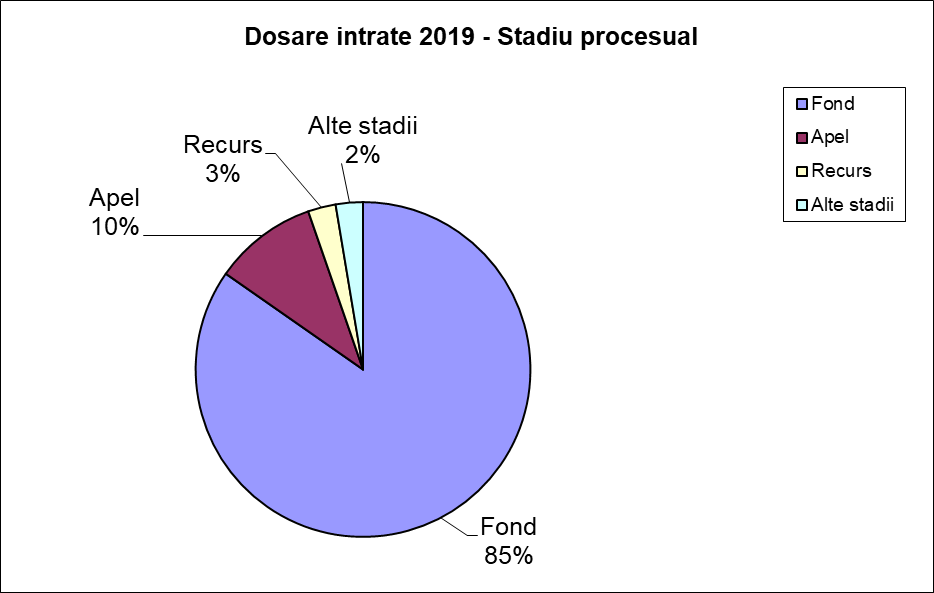 Dosare intrate 2019 - Stadiu procesual
Fond
Apel
Recurs
Alte stadii
Alte stadii
2%
Recurs
3%
Apel
10%
Fond
85%